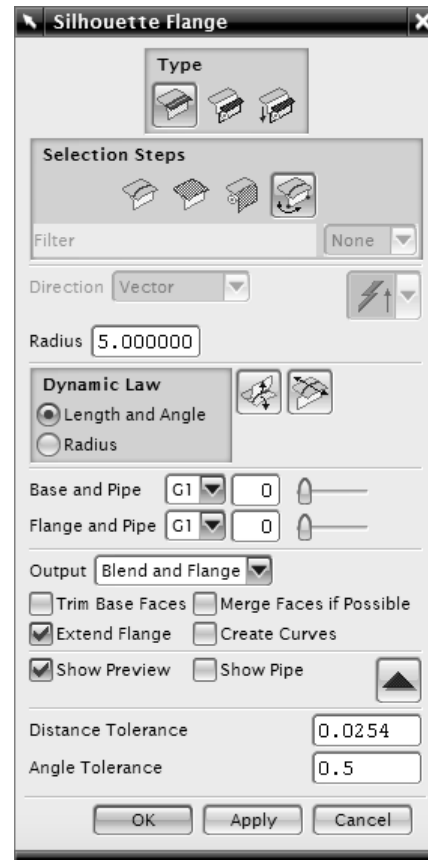 Silhouette Flange
Type
Selection Steps
Filter None
Direction Vector
Radius 5.000000
Dynamic Law
Length and Angle
Radius
Base and Pipe G1 0
Flange and Pipe G1 0
Output Blend and Flange
Trim Base Faces Merge Faces if Possible
Extend Flange Create Curves
Show Preview Show Pipe
Distance Tolerance 0.0254
Angle Tolerance 0.5
OK Apply Cancel